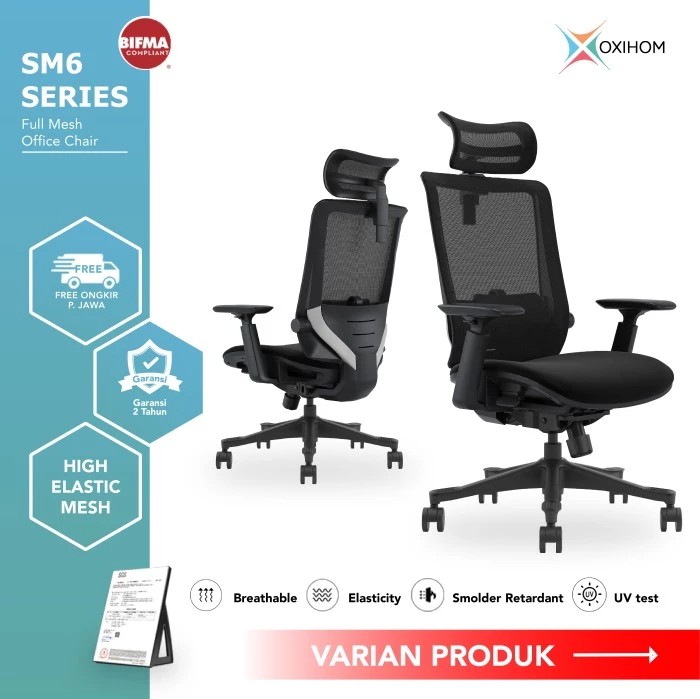 BIFMA
COMPLIANT
SM6
SERIES
Full Mesh
Office Chair
OXIHOM
FREE
FREE ONGKIR
P. JAWA
Garansi
Garansi
2 Tahun
HIGH
ELASTIC
MESH
Breathable
Elasticity
Smolder Retardant
UV
UV test
VARIAN PRODUK